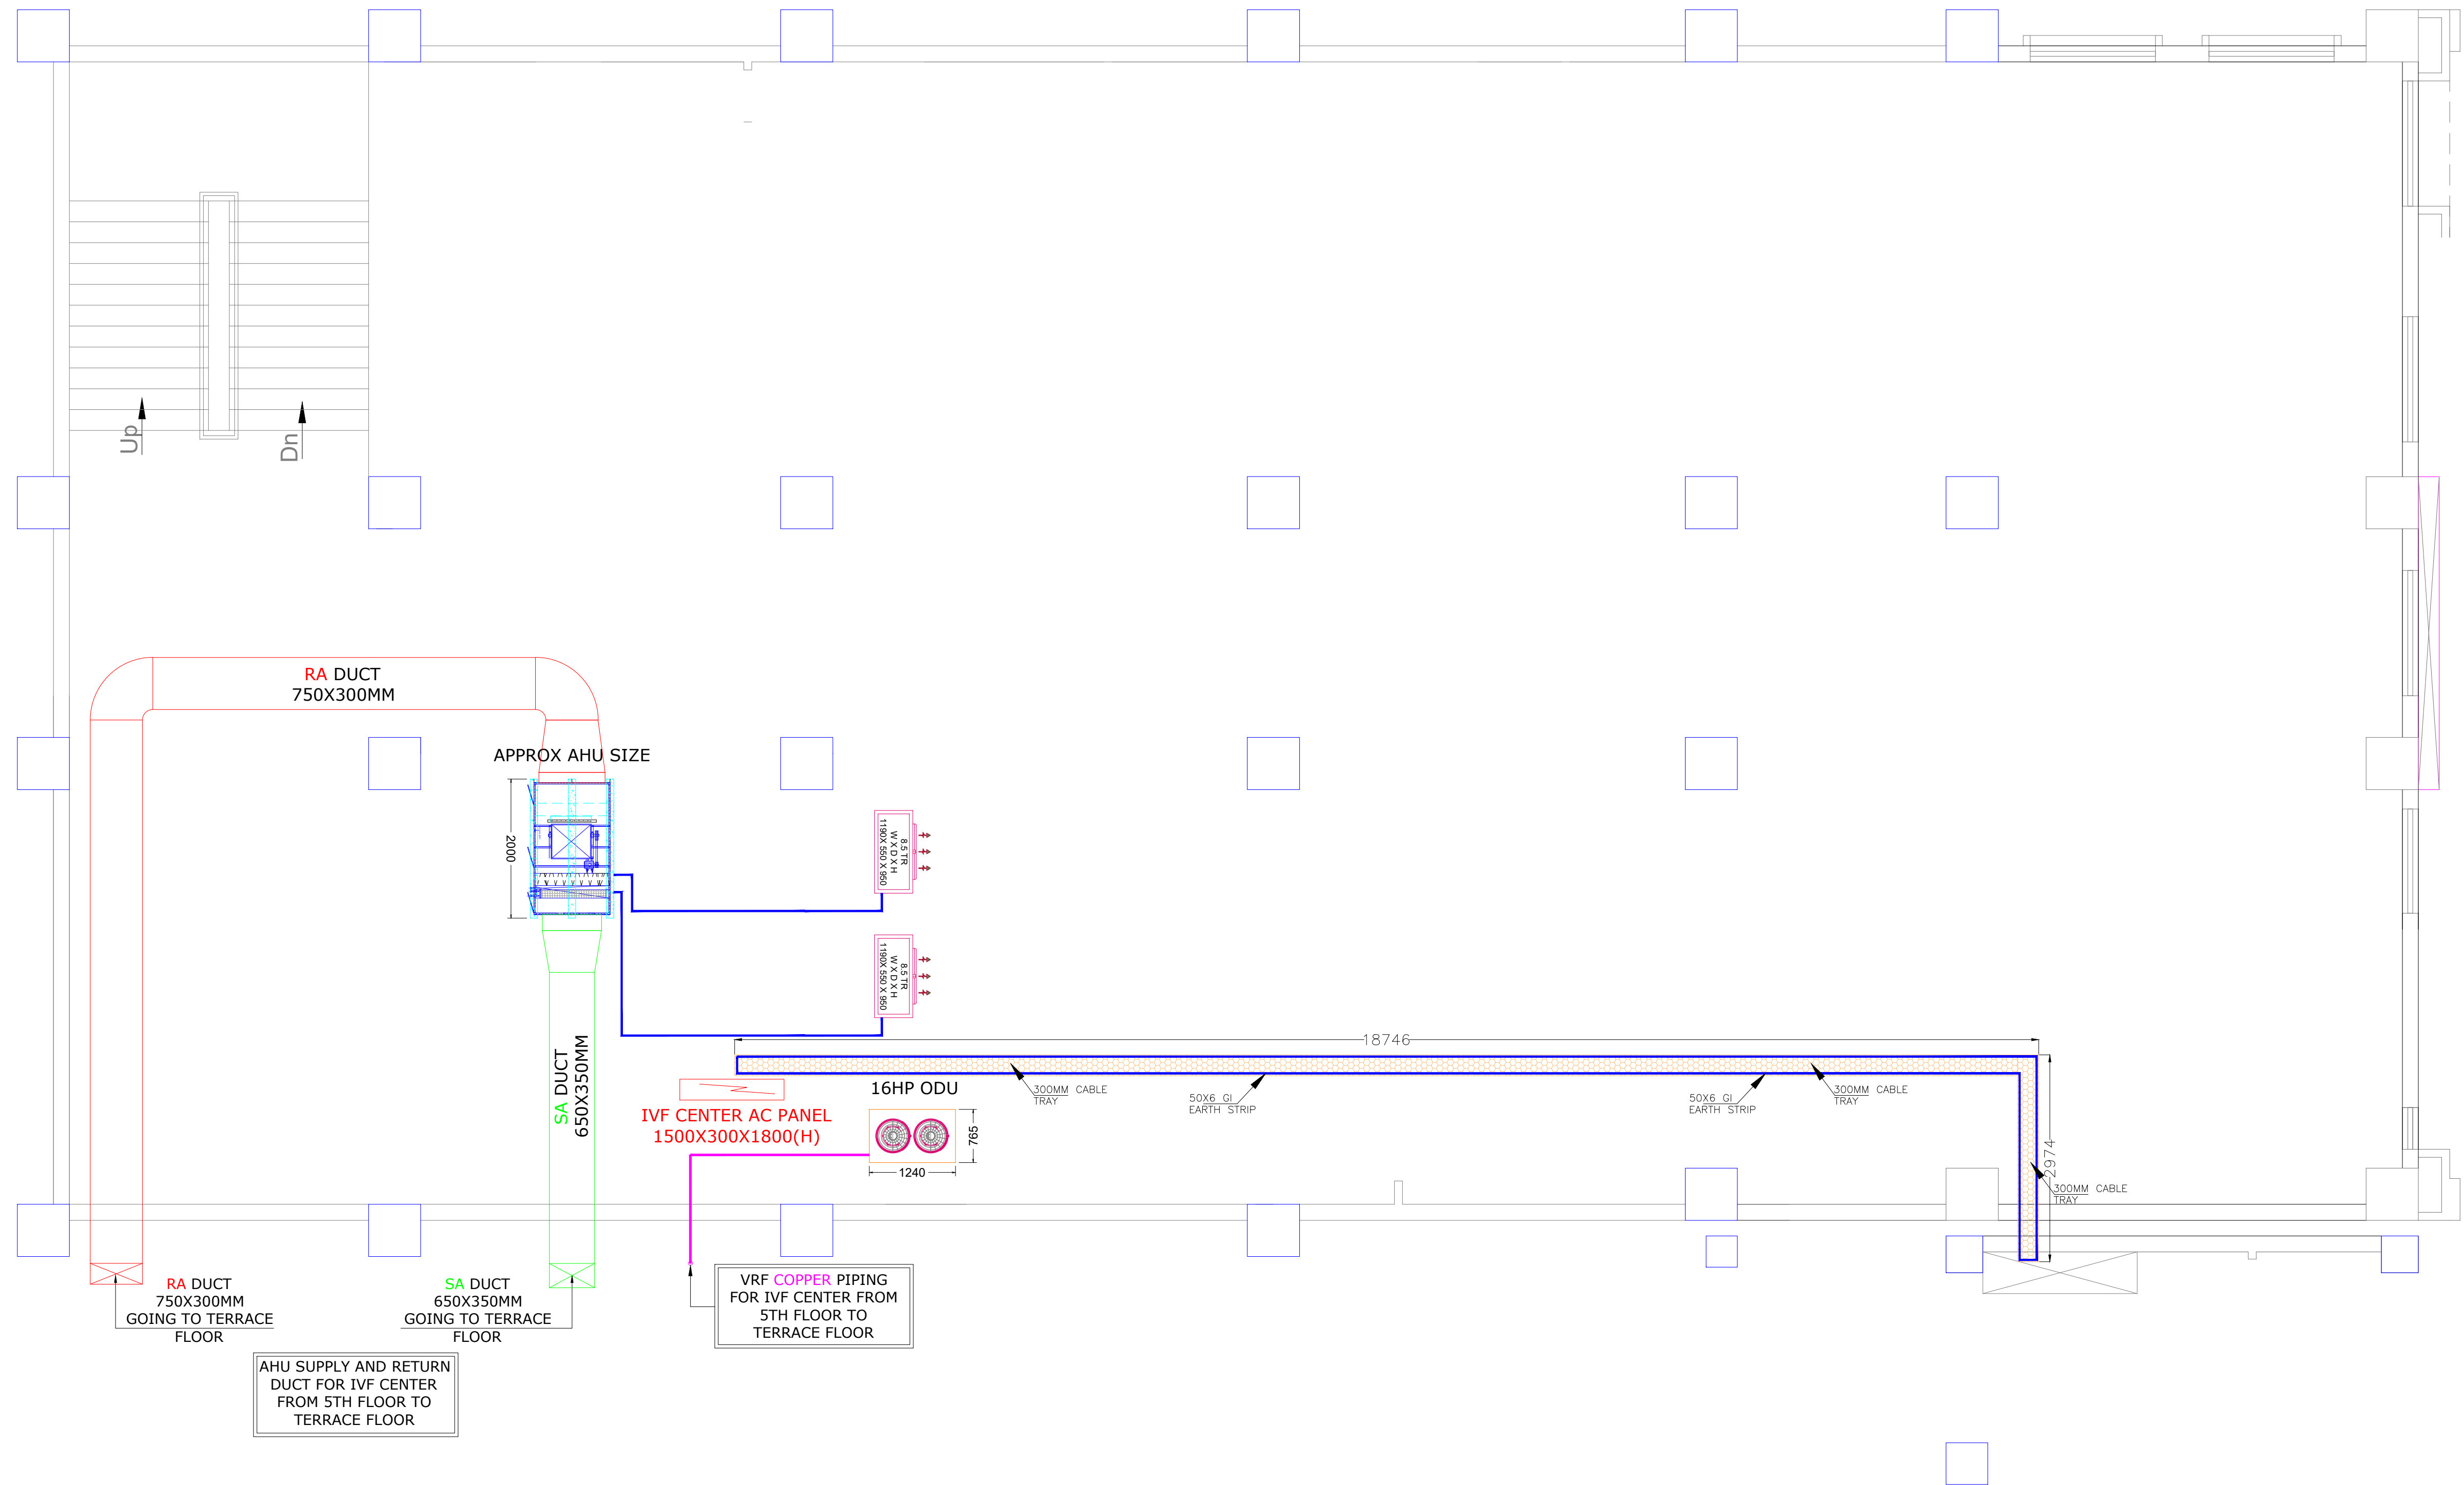 Up
Dn
RA DUCT
750X300MM
APPROX AHU SIZE
2000
8.5 TR
W X D X H
1190X 550 X 950
8.5 TR
W X D X H
1190X 550 X 950
SA DUCT
650X350MM
18746
300MM CABLE
TRAY
50X6 GI
EARTH STRIP
50X6 GI
EARTH STRIP
300MM CABLE
TRAY
16HP ODU
IVF CENTER AC PANEL
1500X300X1800(H)
765
1240
2974
300MM CABLE
TRAY
RA DUCT
750X300MM
GOING TO TERRACE
FLOOR
SA DUCT
650X350MM
GOING TO TERRACE
FLOOR
VRF COPPER PIPING
FOR IVF CENTER FROM
5TH FLOOR TO
TERRACE FLOOR
AHU SUPPLY AND RETURN
DUCT FOR IVF CENTER
FROM 5TH FLOOR TO
TERRACE FLOOR